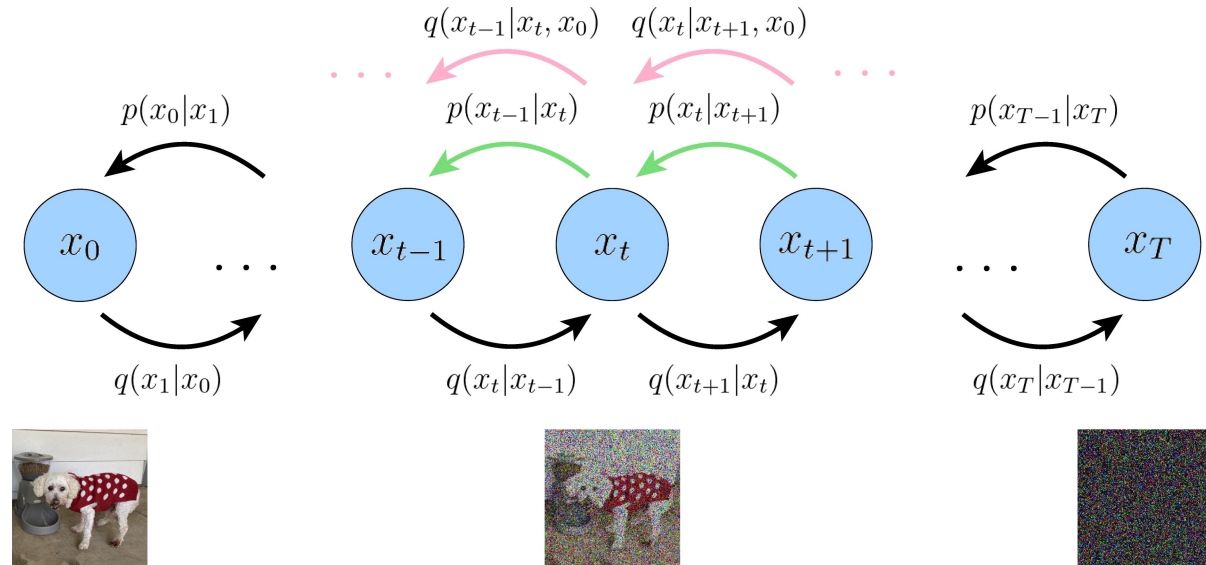 q(x_{t−1}|x_t, x_0) q(x_t|x_{t+1}, x_0)
p(x_0|x_1) p(x_{t−1}|x_t) p(x_t|x_{t+1}) p(x_{T−1}|x_T)
x_0 x_{t−1} x_t x_{t+1} x_T
q(x_1|x_0) q(x_t|x_{t−1}) q(x_{t+1}|x_t) q(x_T|x_{T−1})